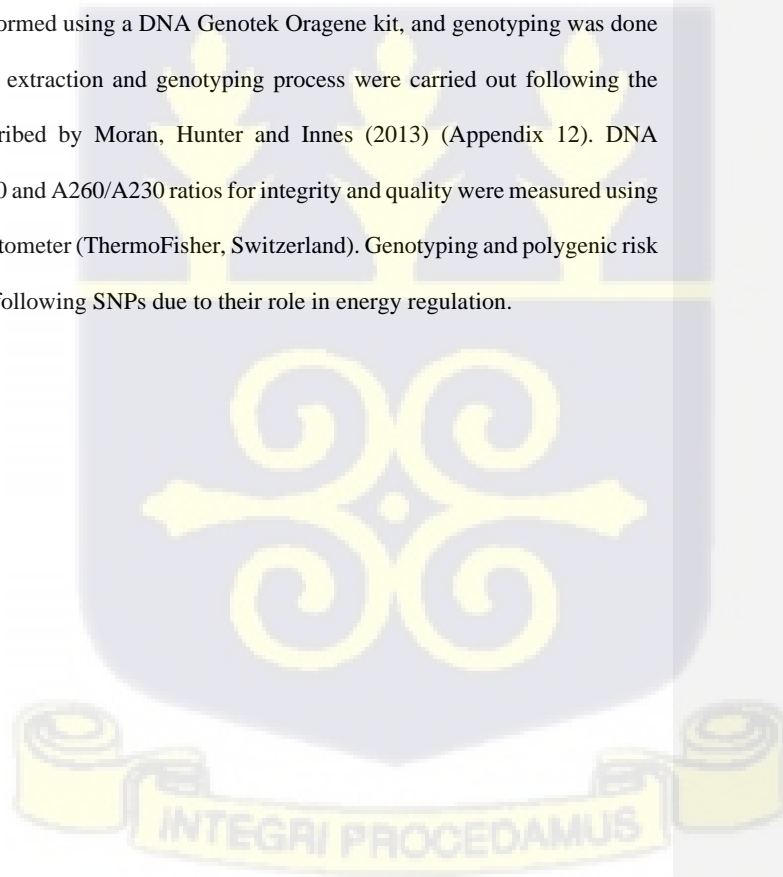 ormed using a DNA Genotek Oragene kit, and genotyping was done
extraction and genotyping process were carried out following the
ribed by Moran, Hunter and Innes (2013) (Appendix 12). DNA
0 and A260/A230 ratios for integrity and quality were measured using
tometer (ThermoFisher, Switzerland). Genotyping and polygenic risk
following SNPs due to their role in energy regulation.
INTEGRI PROCEDAMUS